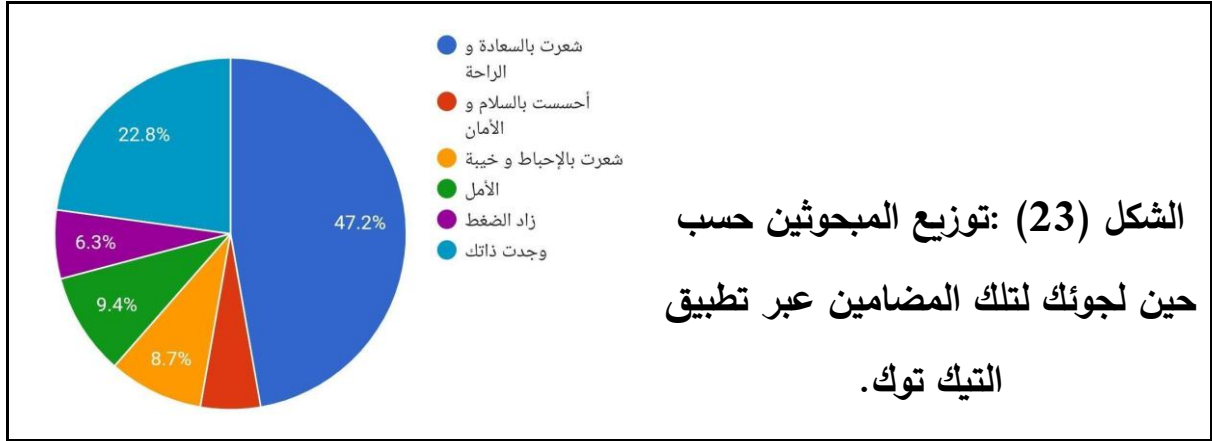 شعرت بالسعادة و
الراحة
أحسست بالسلام و
الأمان
شعرت بالإحباط و خيبة
الأمل
زاد الضغط
وجدت ذاتك
47.2%
22.8%
6.3%
9.4%
8.7%
الشكل (23) :توزيع المبحوثين حسب
حين لجوئك لتلك المضامين عبر تطبيق
التيك توك.